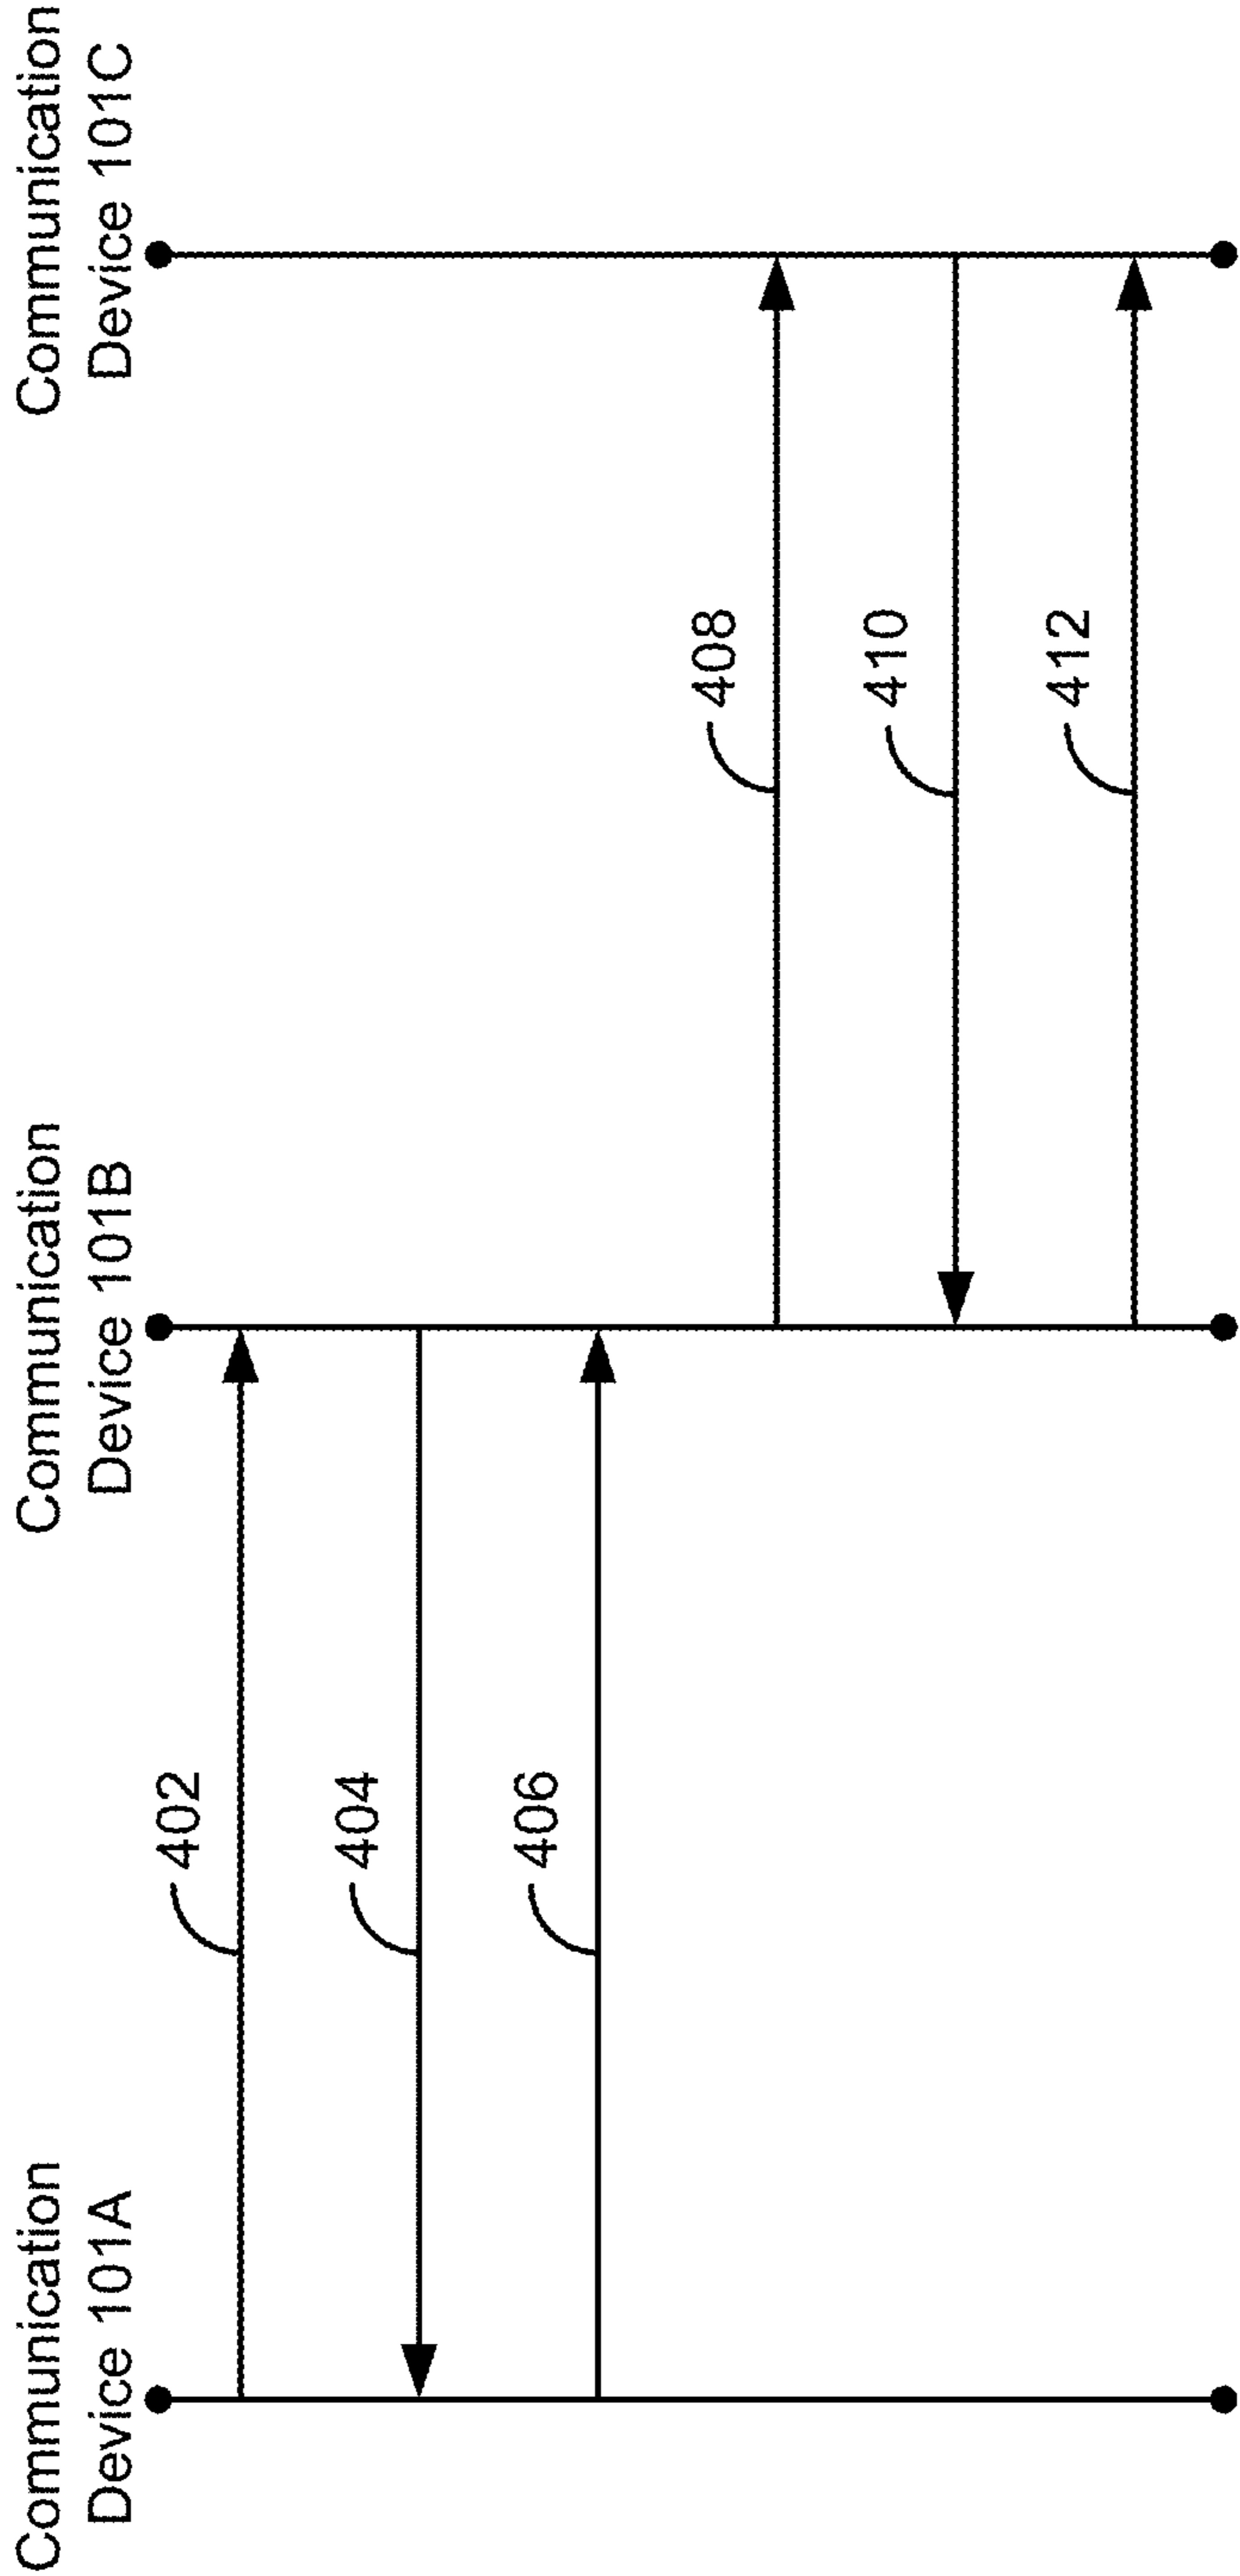 Communication
Device 101A
Communication
Device 101B
Communication
Device 101C
402
404
406
408
410
412